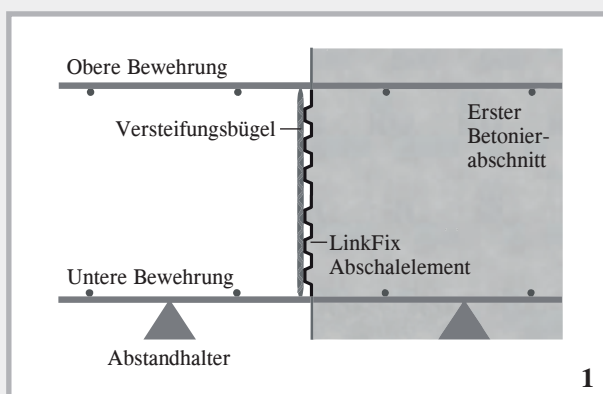 Obere Bewehrung
Versteifungsbügel
Erster
Betonier-
abschnitt
LinkFix
Abschalelement
Untere Bewehrung
Abstandhalter
1